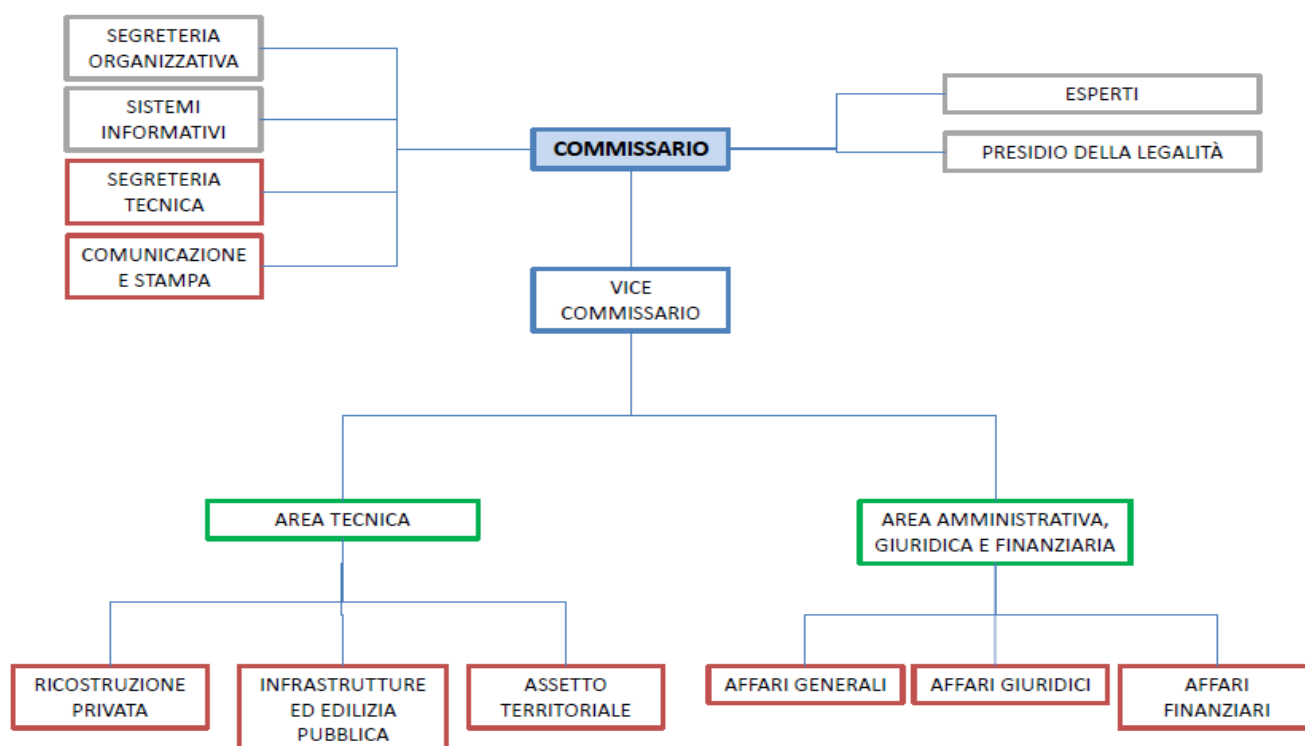 SEGRETERIA
ORGANIZZATIVA
SISTEMI
INFORMATIVI
SEGRETERIA
TECNICA
COMUNICAZIONE
E STAMPA
COMMISSARIO
ESPERTI
PRESIDIO DELLA LEGALITÀ
VICE
COMMISSARIO
AREA TECNICA
AREA AMMINISTRATIVA,
GIURIDICA E FINANZIARIA
RICOSTRUZIONE
PRIVATA
INFRASTRUTTURE
ED EDILIZIA
PUBBLICA
ASSETTO
TERRITORIALE
AFFARI GENERALI
AFFARI GIURIDICI
AFFARI
FINANZIARI